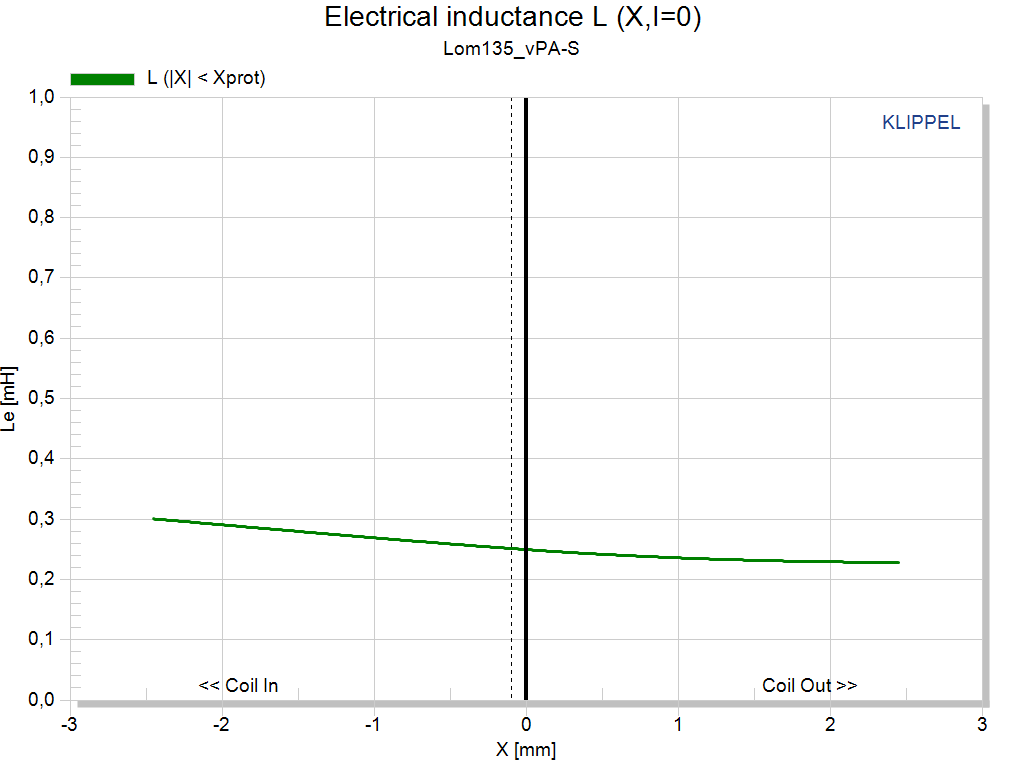 Electrical inductance L (X,I=0)
Lom135_vPA-S
L (|X| < Xprot)
KLIPPEL
1,0
0,9
0,8
0,7
0,6
0,5
0,4
0,3
0,2
0,1
0,0
Le [mH]
<< Coil In
Coil Out >>
-3 -2 -1 0 1 2 3
X [mm]